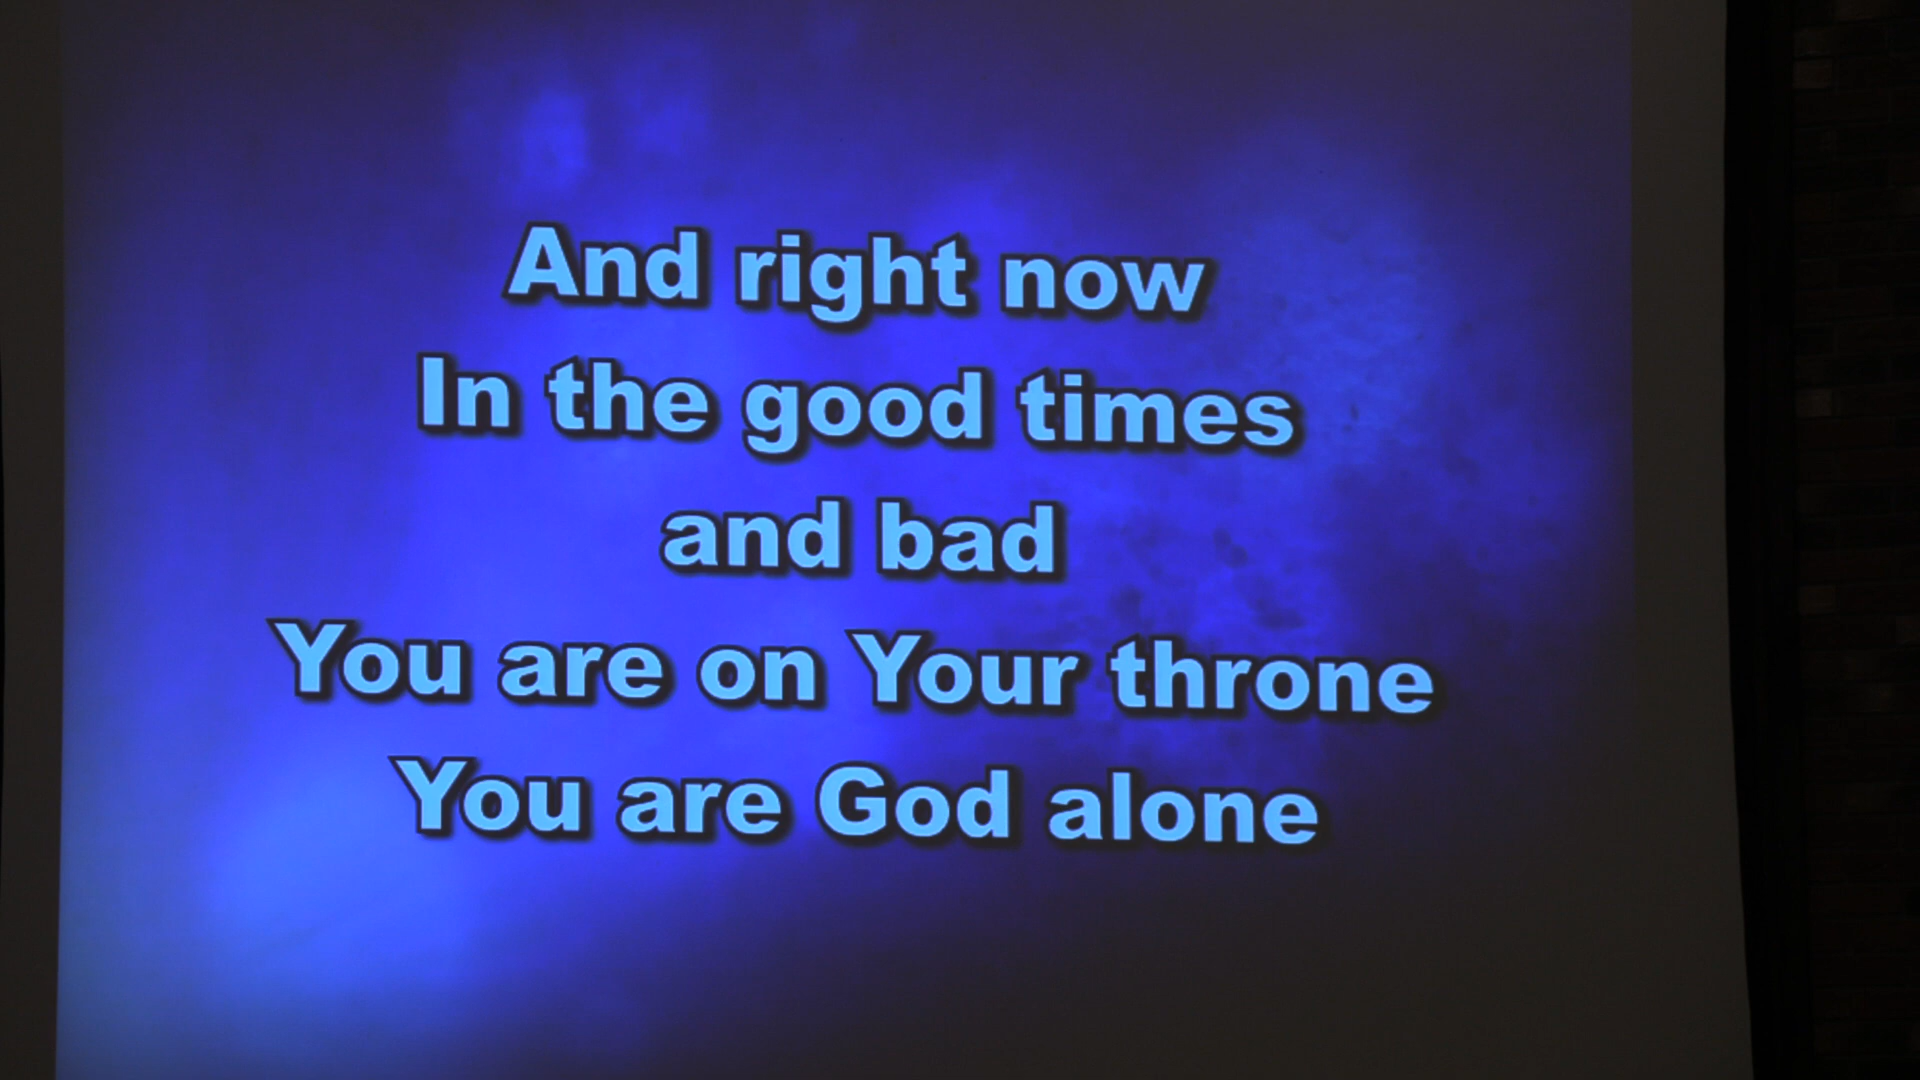 And right now
In the good times
and bad
You are on Your throne
You are God alone